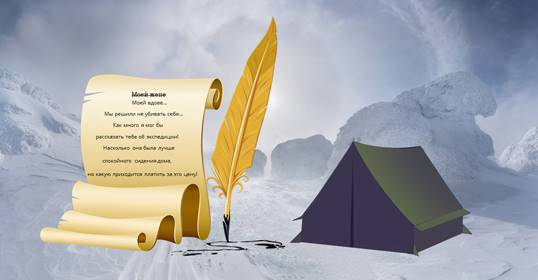 Моей жене
Моей вдове...
Мы решили не убивать себя...
Как много я мог бы
рассказать тебе об экспедиции!
Насколько она была лучше
спокойного сидения дома,
но какую приходится платить за это цену!